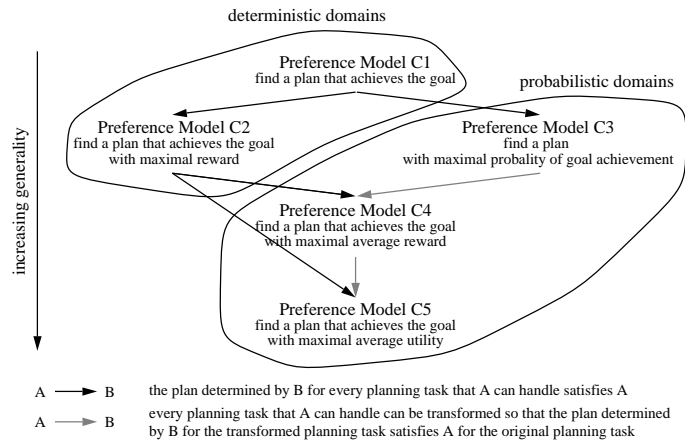 deterministic domains
Preference Model C1
find a plan that achieves the goal
probabilistic domains
Preference Model C2
find a plan that achieves the goal
with maximal reward
Preference Model C3
find a plan
with maximal probality of goal achievement
increasing generality
Preference Model C4
find a plan that achieves the goal
with maximal average reward
Preference Model C5
find a plan that achieves the goal
with maximal average utility
A B the plan determined by B for every planning task that A can handle satisfies A
A B every planning task that A can handle can be transformed so that the plan determined
by B for the transformed planning task satisfies A for the original planning task